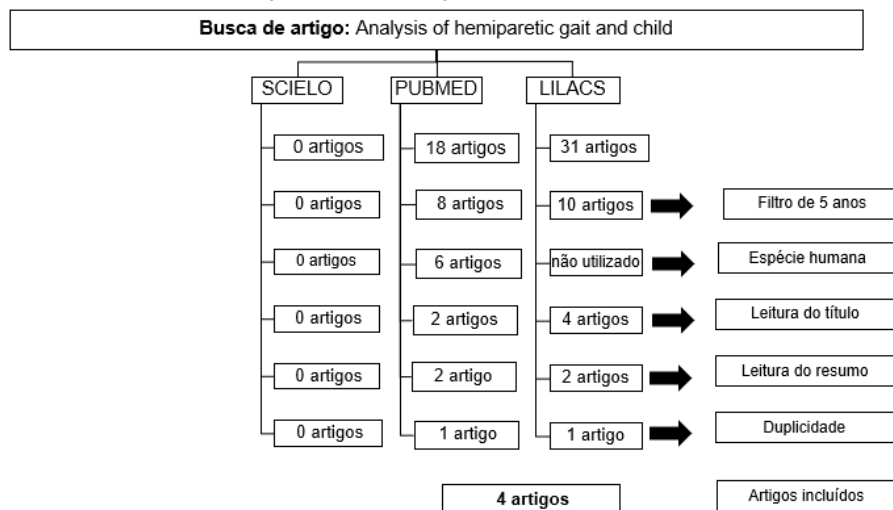 Busca de artigo: Analysis of hemiparetic gait and child
SCIELO PUBMED LILACS
0 artigos 18 artigos 31 artigos
0 artigos 8 artigos 10 artigos Filtro de 5 anos
0 artigos 6 artigos não utilizado Espécie humana
0 artigos 2 artigos 4 artigos Leitura do título
0 artigos 2 artigo 2 artigos Leitura do resumo
0 artigos 1 artigo 1 artigo Duplicidade
4 artigos Artigos incluídos